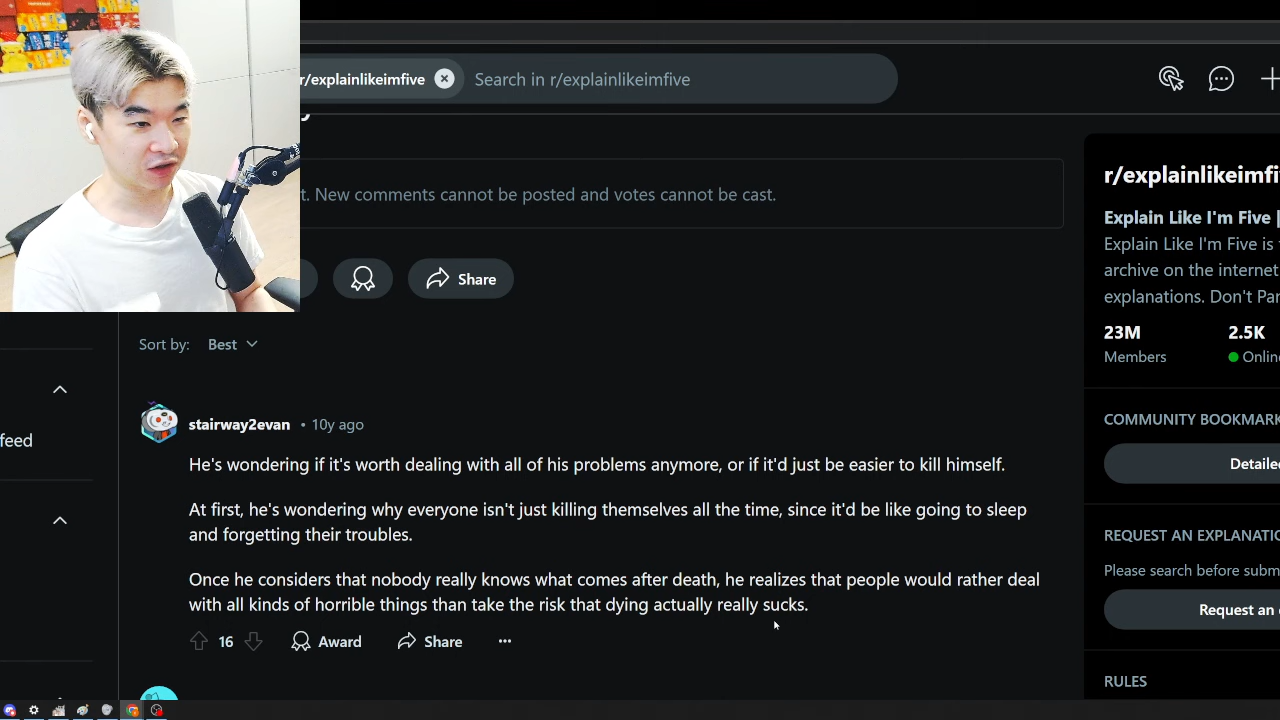 r/explainlikeimfive
Search in r/explainlikeimfive
t. New comments cannot be posted and votes cannot be cast.
Share
Sort by: Best
feed
stairway2evan • 10y ago
He's wondering if it's worth dealing with all of his problems anymore, or if it'd just be easier to kill himself.
At first, he's wondering why everyone isn't just killing themselves all the time, since it'd be like going to sleep
and forgetting their troubles.
Once he considers that nobody really knows what comes after death, he realizes that people would rather deal
with all kinds of horrible things than take the risk that dying actually really sucks.
16 Award Share
r/explainlikeimfi
Explain Like I'm Five |
Explain Like I'm Five is
archive on the internet
explanations. Don't Pan
23M 2.5K
Members Online
COMMUNITY BOOKMARK
Detailed
REQUEST AN EXPLANATIO
Please search before subm
Request an
RULES